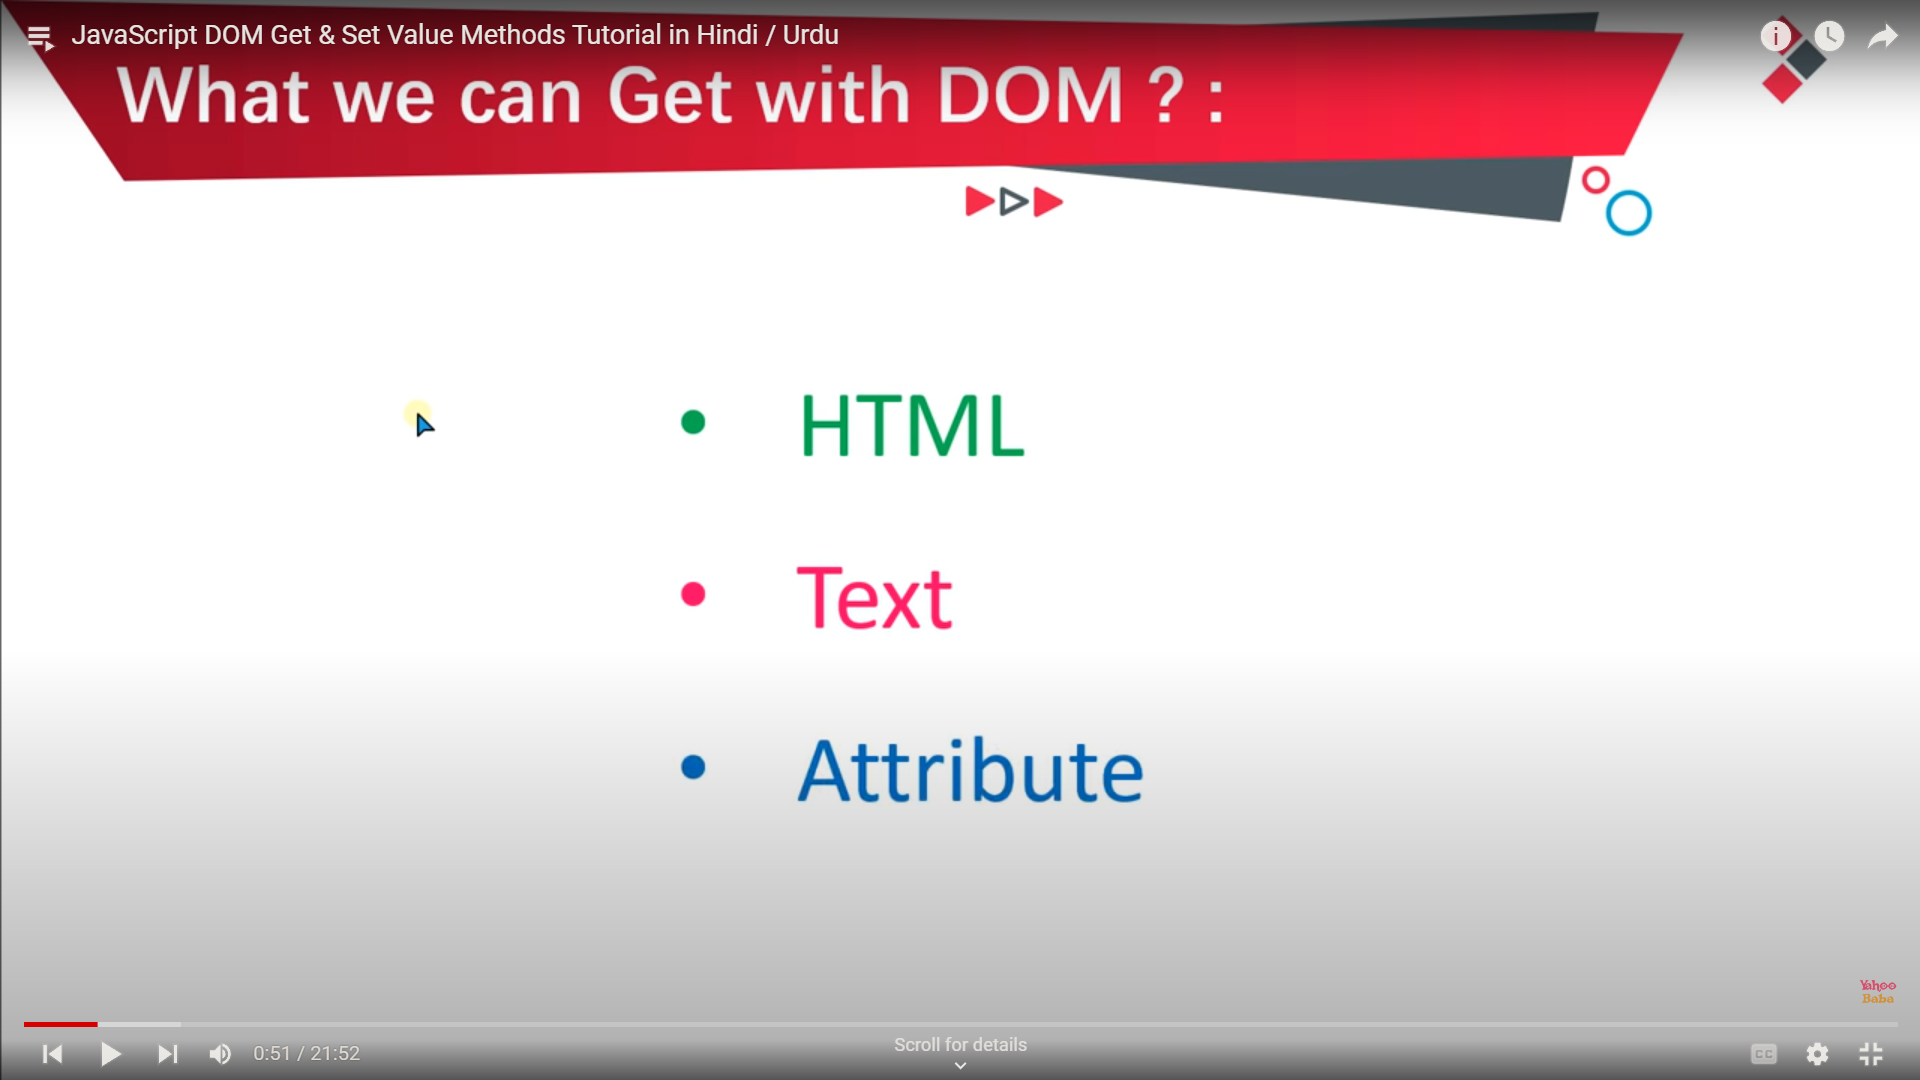 JavaScript DOM Get & Set Value Methods Tutorial in Hindi / Urdu
What we can Get with DOM ? :
• HTML
• Text
• Attribute
Yahoo
Baba
0:51 / 21:52
Scroll for details
CC